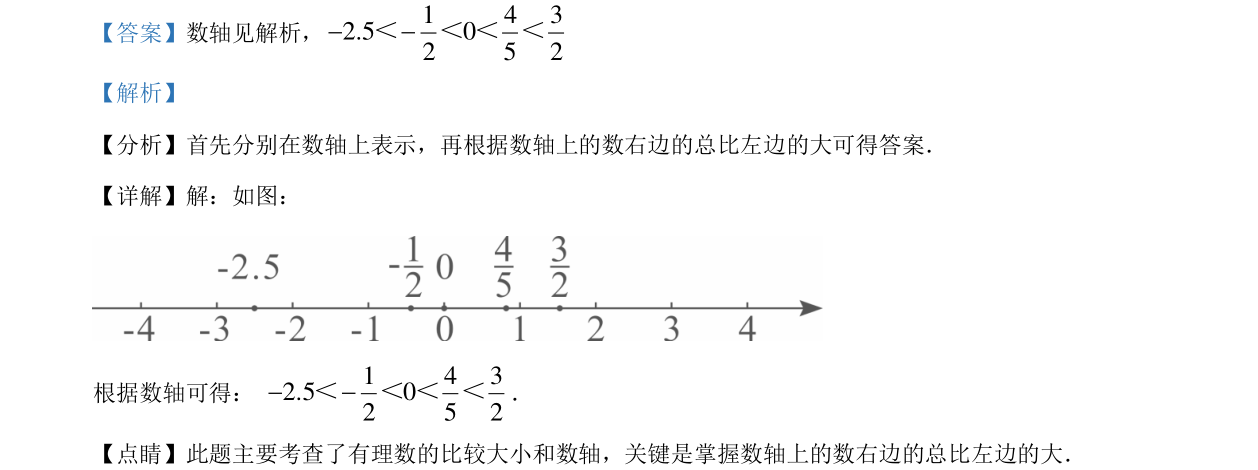 【答案】数轴见解析，−2.5<−1/2<0<4/5<3/2
【解析】
【分析】首先分别在数轴上表示，再根据数轴上的数右边的总比左边的大可得答案．
【详解】解：如图：
-2.5 -1/2 0 4/5 3/2
-4 -3 -2 -1 0 1 2 3 4
根据数轴可得： −2.5<−1/2<0<4/5<3/2．
【点睛】此题主要考查了有理数的比较大小和数轴，关键是掌握数轴上的数右边的总比左边的大．